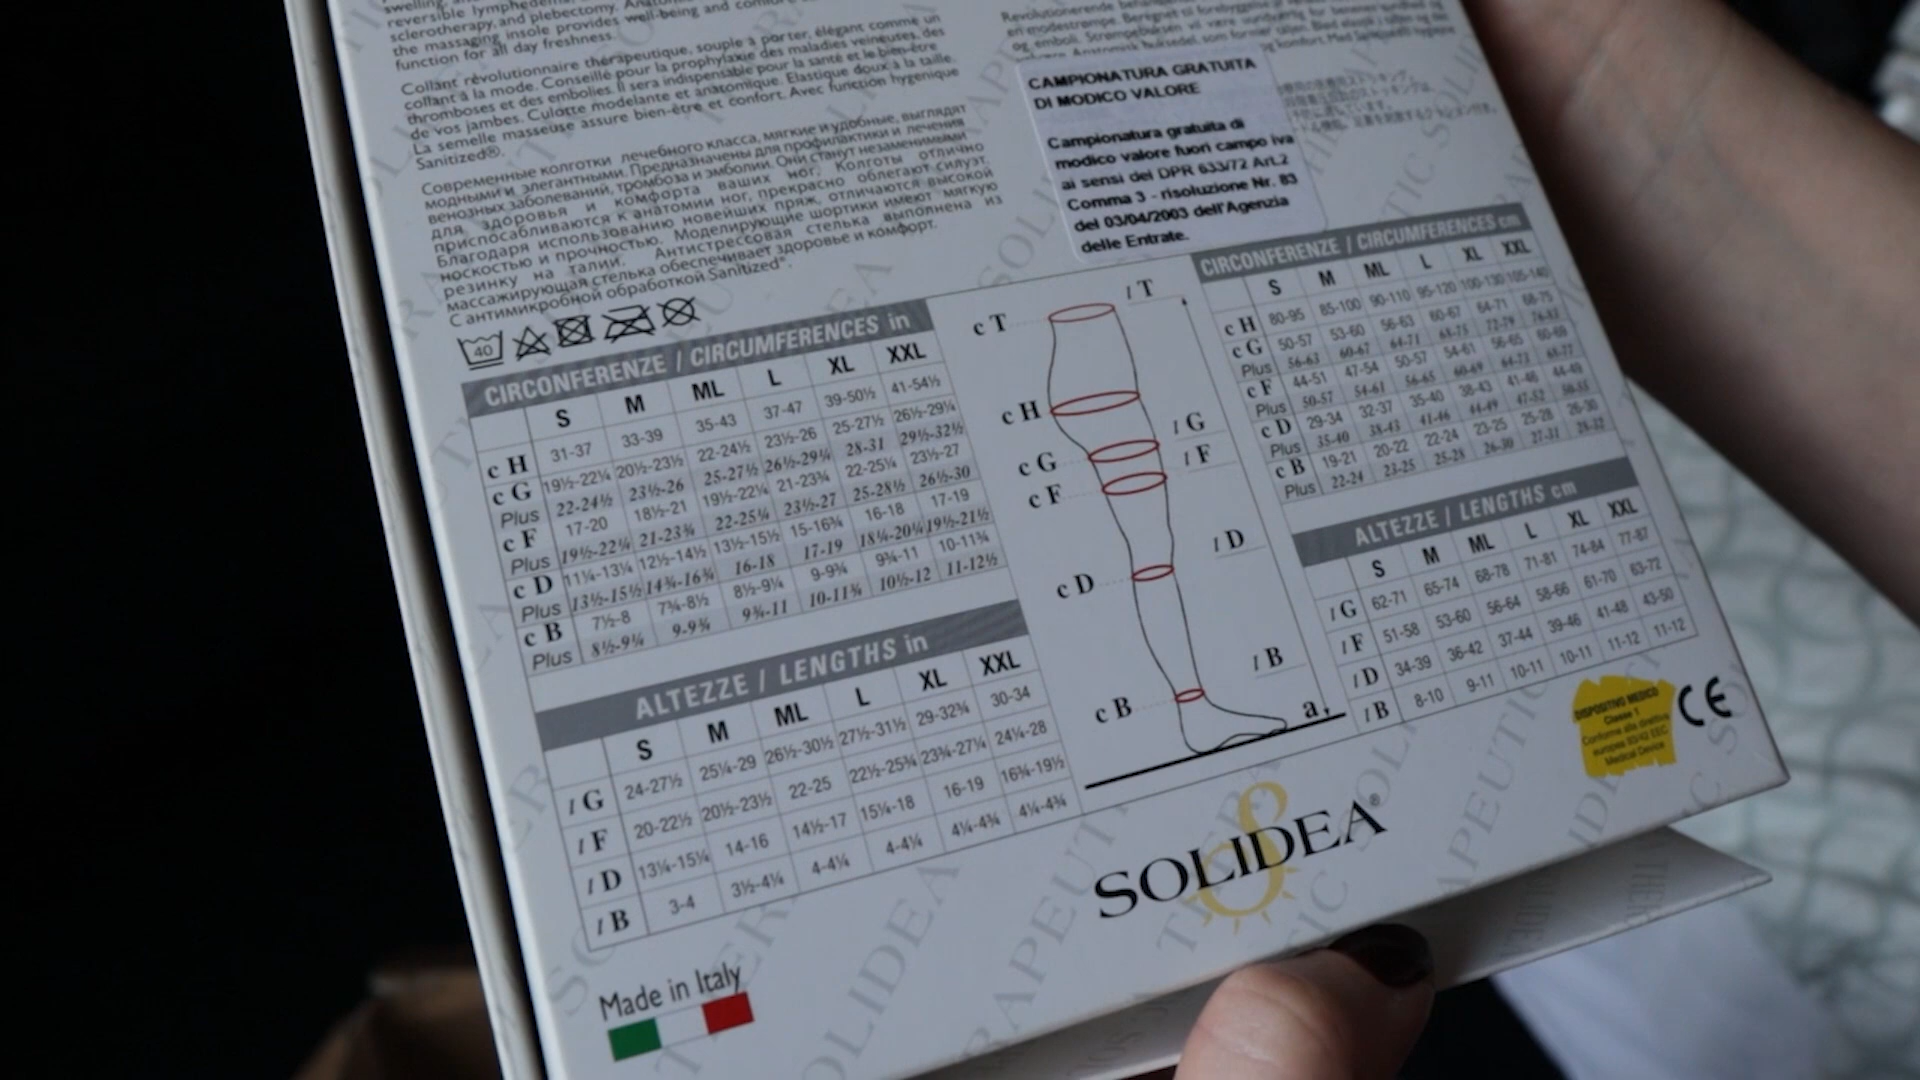 reversible lymphedema,
sclerotherapy, and plebectomy.
the massaging insole provides well-being and comfort
function for all day freshness.
Collant révolutionnaire thérapeutique, souple à porter, élégant comme un
collant à la mode. Conseillé pour la prophylaxie des maladies veineuses, des
thromboses et des embolies. Il sera indispensable pour la santé et le bien-être
de vos jambes. Culotte modelante et anatomique. Elastique doux à la taille.
La semelle masseuse assure bien-être et confort. Avec function hygenique
Sanitized®.
Современные колготки лечебного класса, мягкие и удобные, выглядят
модными и элегантными. Предназначены для профилактики и лечения
венозных заболеваний, тромбоза и эмболии. Они станут незаменимыми
для здоровья и комфорта ваших ног. Колготы отлично
приспосабливаются к анатомии ног, прекрасно облегают силуэт.
Благодаря использованию новейших пряж, отличаются высокой
носкостью и прочностью. Моделирующие шортики имеют мягкую
резинку на талии. Антистрессовая стелька выполнена из
массажирующая стелька обеспечивает здоровье и комфорт.
С антимикробной обработкой Sanitized®.
40
CAMPIONATURA GRATUITA
DI MODICO VALORE
Campionatura gratuita di
modico valore fuori campo iva
ai sensi del DPR 633/72 Art.2
Comma 3 - risoluzione Nr. 83
del 03/04/2003 dell'Agenzia
delle Entrate.
CIRCONFERENZE / CIRCUMFERENCES in
S M ML L XL XXL
c H 31-37 33-39 35-43 37-47 39-50½ 41-54½
c G 19½-22¼ 20½-23½ 22-24½ 23½-26 25-27½ 26½-29¼
Plus 22-24½ 23½-26 25-27½ 26½-29¼ 28-31 29½-32½
c F 17-20 18½-21 19½-22¼ 21-23¾ 22-25¼ 23½-27
Plus 19½-22¼ 21-23¾ 22-25¼ 23½-27 25-28½ 26½-30
c D 11¼-13¼ 12½-14½ 13½-15½ 15-16¾ 16-18 17-19
Plus 13½-15½ 14¾-16¾ 16-18 17-19 18¼-20¼ 19½-21½
c B 7½-8 7¾-8½ 8½-9¼ 9-9¾ 9¾-11 10-11¾
Plus 8½-9¼ 9-9¾ 9¾-11 10-11¾ 10½-12 11-12½
ALTEZZE / LENGTHS in
S M ML L XL XXL
l G 24-27½ 25¼-29 26½-30½ 27½-31½ 29-32¾ 30-34
l F 20-22½ 20½-23½ 22-25 22½-25¾ 23¾-27¼ 24¼-28
l D 13¼-15¼ 14-16 14½-17 15¼-18 16-19 16¾-19½
l B 3-4 3½-4¼ 4-4¼ 4-4¼ 4¼-4¾ 4¼-4¾
c T
l T
c H
c G
l G
c F
l F
c D
l D
c B
l B
a
CIRCONFERENZE / CIRCUMFERENCES cm
S M ML L XL XXL
c H 80-95 85-100 90-110 95-120 100-130 105-140
c G 50-57 53-60 56-63 60-67 64-71 68-75
Plus 56-63 60-67 64-71 68-75 72-79 76-83
c F 44-51 47-54 50-57 54-61 56-65 60-69
Plus 50-57 54-61 56-65 60-69 64-73 68-77
c D 29-34 32-37 35-40 38-43 41-46 44-49
Plus 35-40 38-43 41-46 44-49 47-52 50-55
c B 19-21 20-22 22-24 23-25 25-28 26-30
Plus 22-24 23-25 25-28 26-30 27-31 28-32
ALTEZZE / LENGTHS cm
S M ML L XL XXL
l G 62-71 65-74 68-78 71-81 74-84 77-87
l F 51-58 53-60 56-64 58-66 61-70 63-72
l D 34-39 36-42 37-44 39-46 41-48 43-50
l B 8-10 9-11 10-11 10-11 11-12 11-12
DISPOSITIVO MEDICO
Classe 1
Conforme alla direttiva
europea 93/42 EEC
Medical Device
CE
SOLIDEA®
Made in Italy